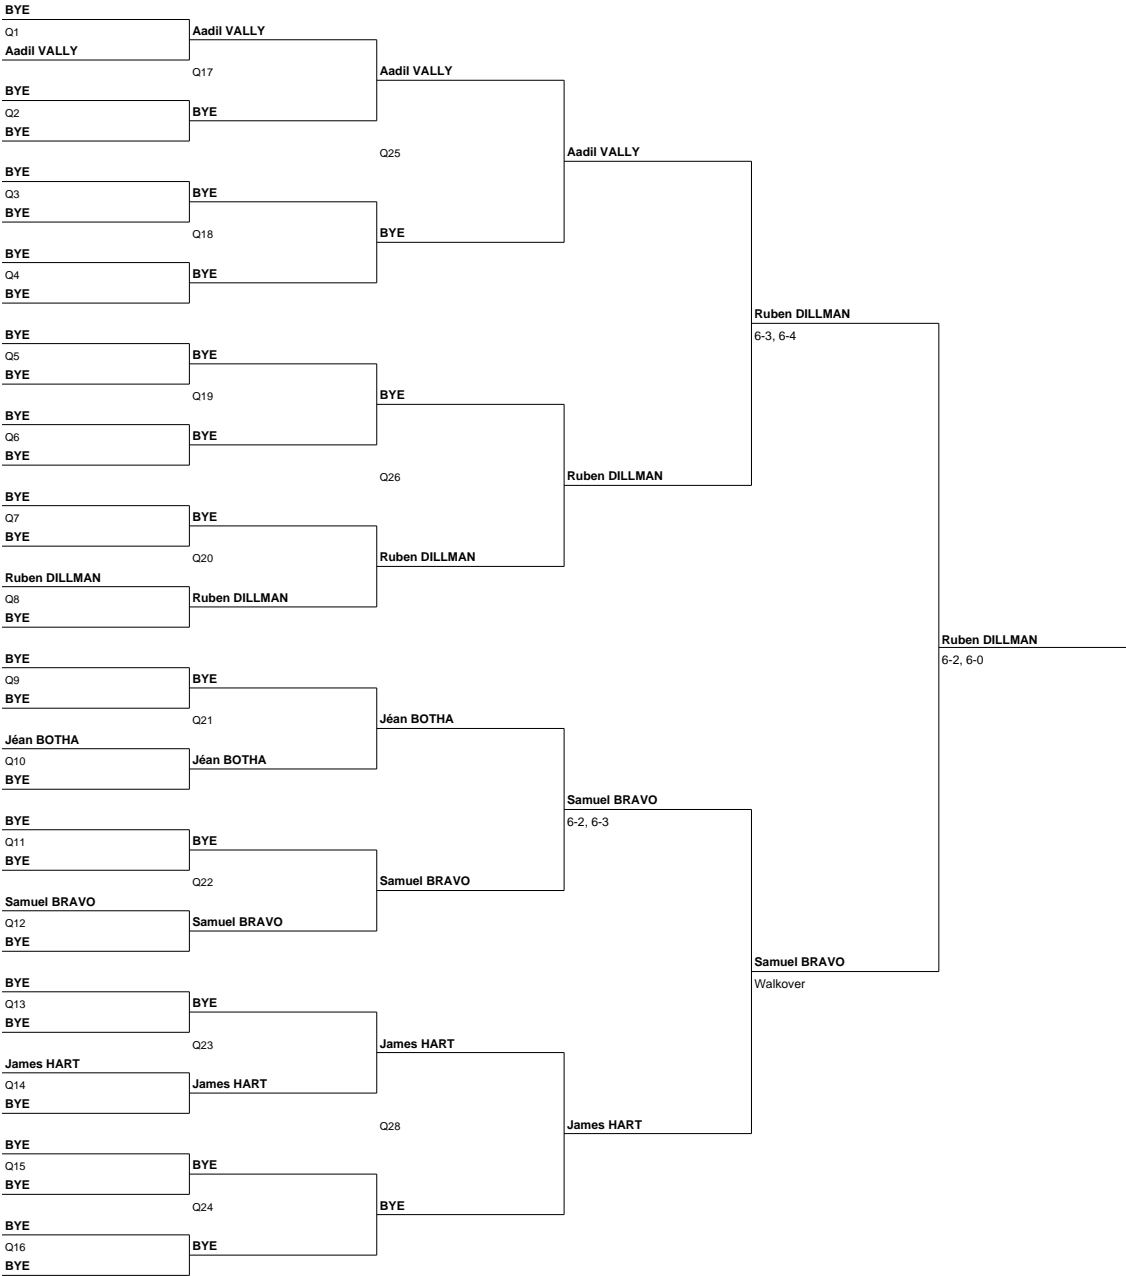 BYE
Q1
Aadil VALLY
Aadil VALLY
Q17
Aadil VALLY
BYE
Q2
BYE
BYE
Q25
Aadil VALLY
BYE
Q3
BYE
BYE
Q18
BYE
BYE
Q4
BYE
BYE
Ruben DILLMAN
6-3, 6-4
BYE
Q5
BYE
BYE
Q19
BYE
BYE
Q6
BYE
BYE
Q26
Ruben DILLMAN
BYE
Q7
BYE
BYE
Q20
Ruben DILLMAN
Ruben DILLMAN
Q8
BYE
Ruben DILLMAN
Ruben DILLMAN
6-2, 6-0
BYE
Q9
BYE
BYE
Q21
Jéan BOTHA
Jéan BOTHA
Q10
BYE
Jéan BOTHA
Samuel BRAVO
6-2, 6-3
BYE
Q11
BYE
BYE
Q22
Samuel BRAVO
Samuel BRAVO
Q12
BYE
Samuel BRAVO
Samuel BRAVO
Walkover
BYE
Q13
BYE
BYE
Q23
James HART
James HART
Q14
BYE
James HART
Q28
James HART
BYE
Q15
BYE
BYE
Q24
BYE
BYE
Q16
BYE
BYE